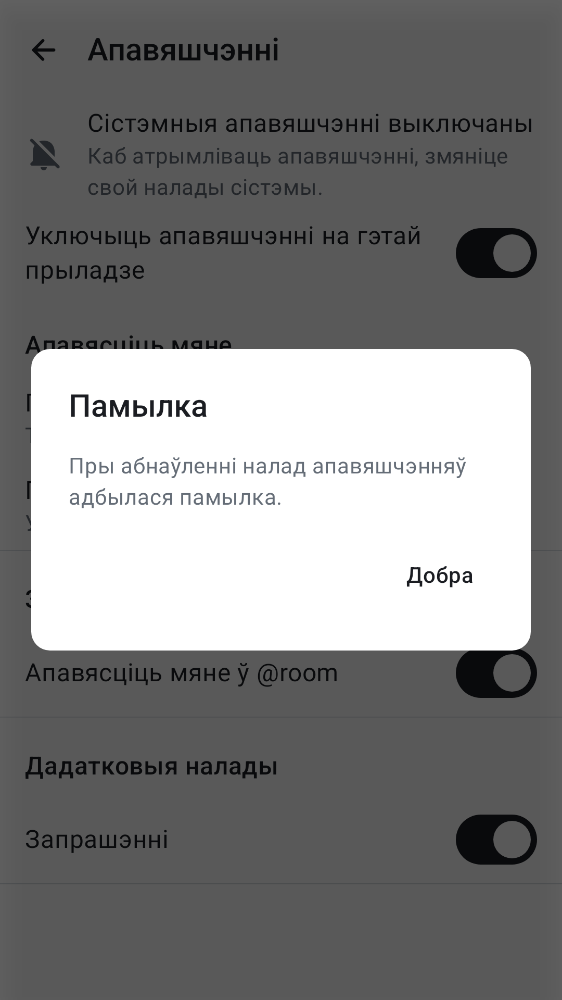 Апавяшчэнні
Сістэмныя апавяшчэнні выключаны
Каб атрымліваць апавяшчэнні, змяніце
свой налады сістэмы.
Уключыць апавяшчэнні на гэтай
прыладзе
Апавясціць мяне
Памылка
Пры абнаўленні налад апавяшчэнняў
адбылася памылка.
Добра
Апавясціць мяне ў @room
Дадатковыя налады
Запрашэнні